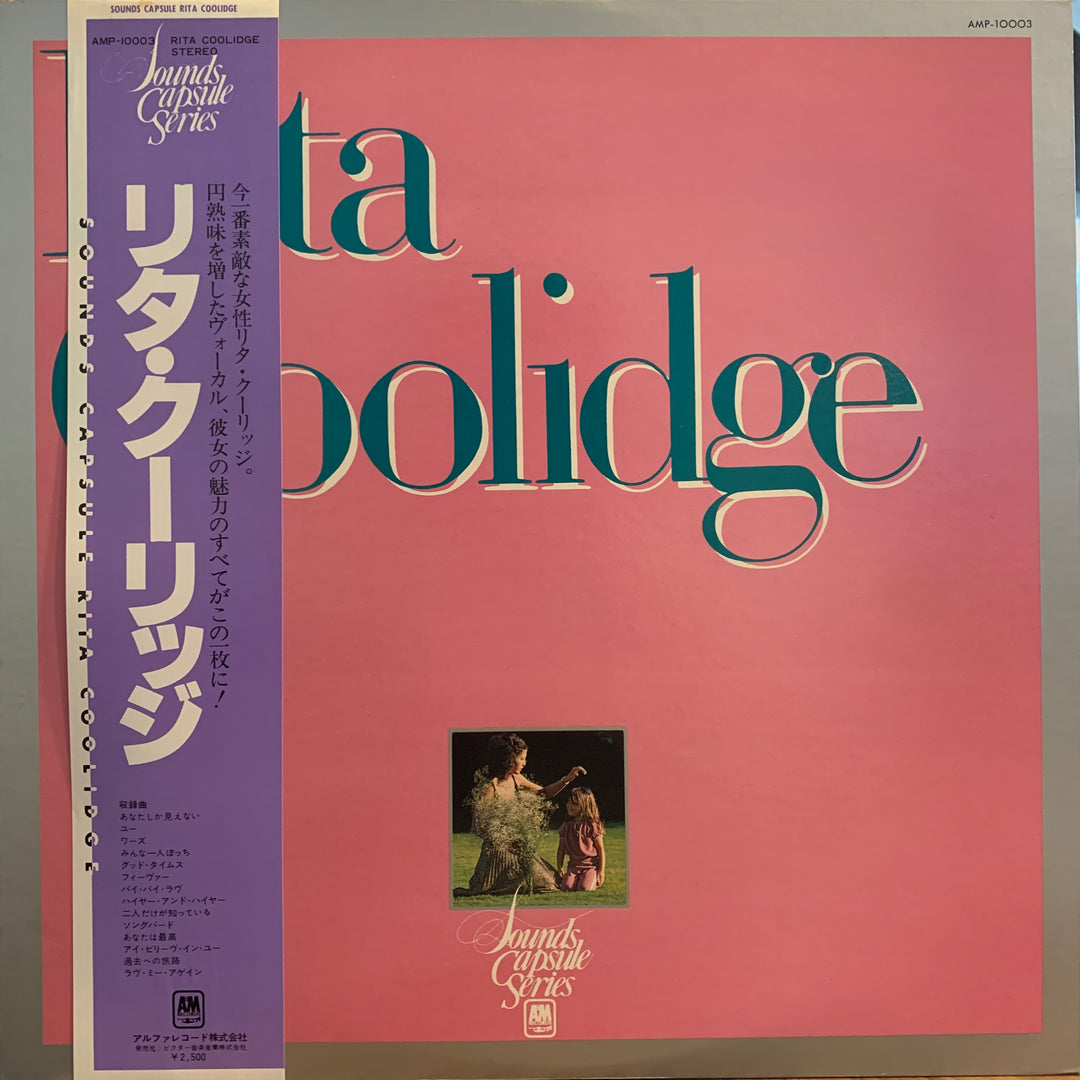 SOUNDS CAPSULE RITA COOLIDGE
AMP-10003 RITA COOLIDGE
STEREO
Sounds
Capsule
Series
リタ・クーリッジ
今一番素敵な女性リタ・クーリッジ。
円熟味を増したヴォーカル、彼女の魅力のすべてがこの一枚に!
SOUNDS CAPSULE RITA COOLIDGE
収録曲
あなたしか見えない
ユー
ワーズ
みんな一人ぼっち
グッド・タイムス
フィーヴァー
バイ・バイ・ラヴ
ハイヤー・アンド・ハイヤー
二人だけが知っている
ソングバード
あなたは最高
アイ・ビリーヴ・イン・ユー
過去への旅路
ラヴ・ミー・アゲイン
A&M
RECORDS
アルファレコード株式会社
発売元:ビクター音楽産業株式会社
¥2,500
AMP-10003
ita
Coolidge
Sounds
Capsule
Series
A&M
RECORDS